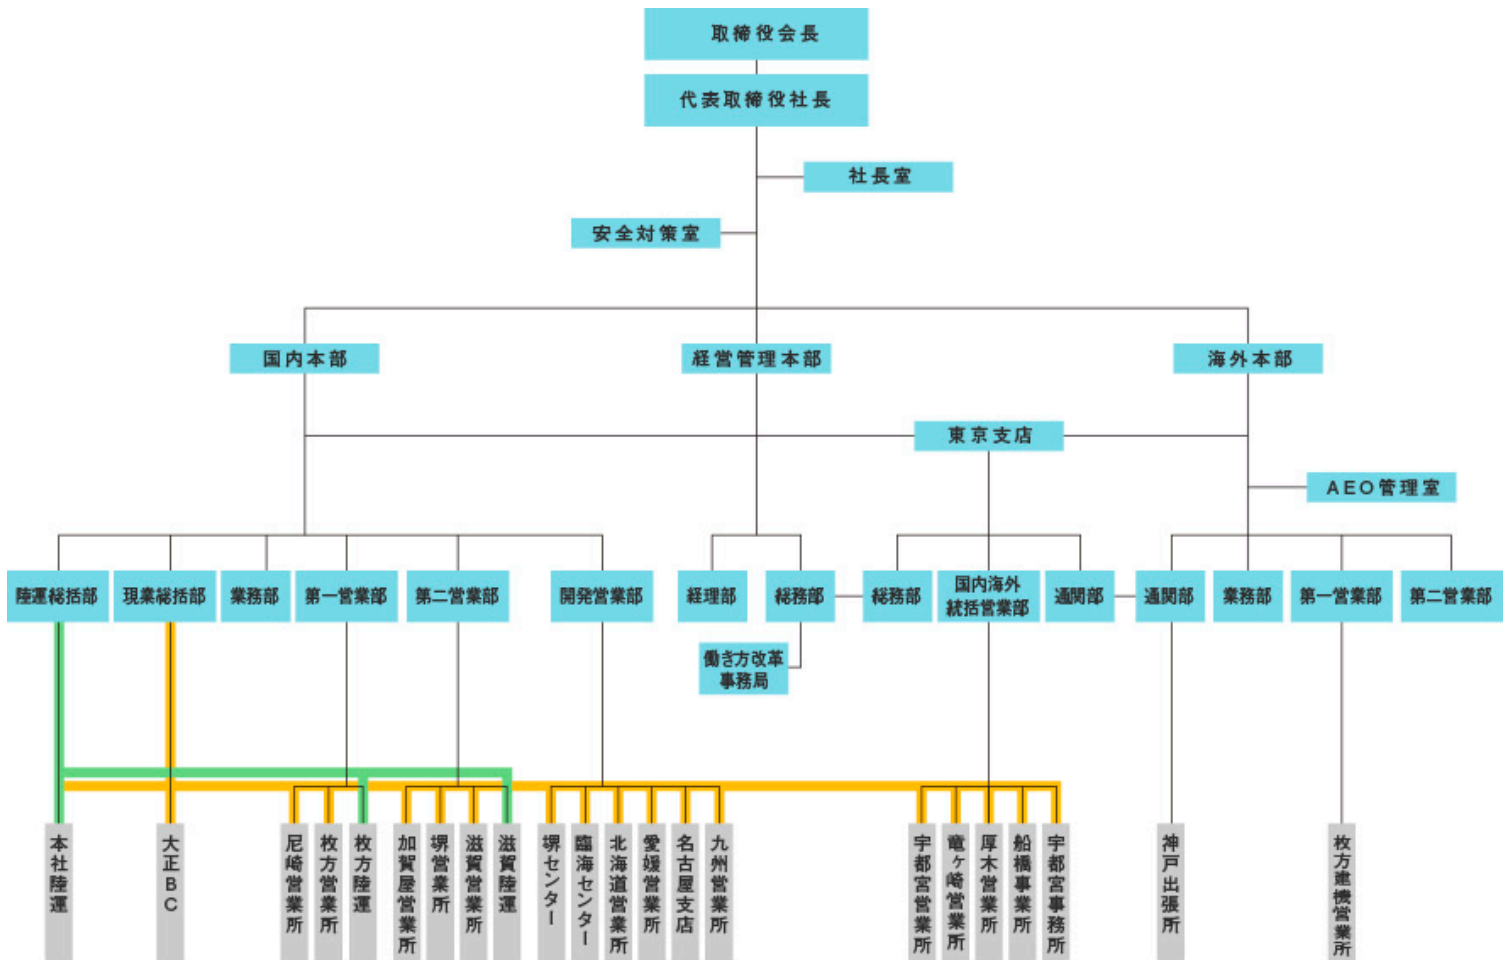 取締役会長
代表取締役社長
社長室
安全対策室
国内本部
経営管理本部
海外本部
東京支店
AEO管理室
陸運総括部
現業総括部
業務部
第一営業部
第二営業部
開発営業部
経理部
総務部
総務部
国内海外
統括営業部
通関部
通関部
業務部
第一営業部
第二営業部
働き方改革
事務局
本社陸運
大正BC
尼崎営業所
枚方営業所
枚方陸運
加賀屋営業所
堺営業所
滋賀営業所
滋賀陸運
堺センター
臨海センター
北海道営業所
愛媛営業所
名古屋支店
九州営業所
宇都宮営業所
竜ヶ崎営業所
厚木営業所
船橋事業所
宇都宮事務所
神戸出張所
枚方建機営業所